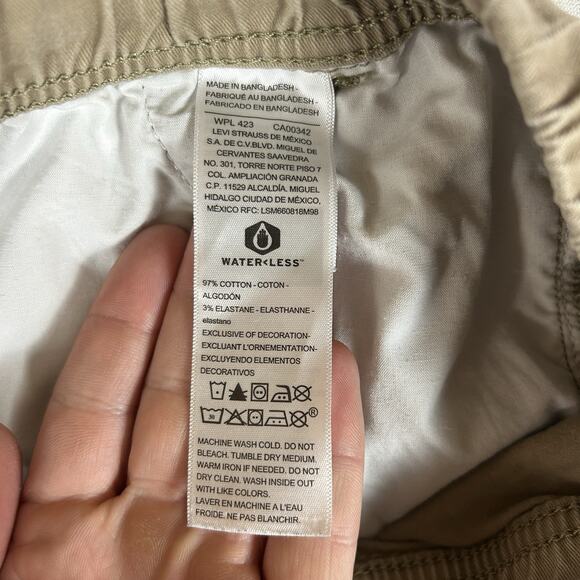 MADE IN BANGLADESH -
FABRIQUÉ AU BANGLADESH -
FABRICADO EN BANGLADESH
WPL 423 CA00342
LEVI STRAUSS DE MÉXICO
S.A. DE C.V.BLVD. MIGUEL DE
CERVANTES SAAVEDRA
NO. 301, TORRE NORTE PISO 7
COL. AMPLIACIÓN GRANADA
C.P. 11529 ALCALDÍA. MIGUEL
HIDALGO CIUDAD DE MÉXICO,
MÉXICO RFC: LSM660818M98
WATER<LESS™
97% COTTON - COTON -
ALGODÓN
3% ELASTANE - ELASTHANNE -
elastano
EXCLUSIVE OF DECORATION-
EXCLUANT L'ORNEMENTATION-
EXCLUYENDO ELEMENTOS
DECORATIVOS
30 ®
MACHINE WASH COLD. DO NOT
BLEACH. TUMBLE DRY MEDIUM.
WARM IRON IF NEEDED. DO NOT
DRY CLEAN. WASH INSIDE OUT
WITH LIKE COLORS.
LAVER EN MACHINE A L'EAU
FROIDE. NE PAS BLANCHIR.